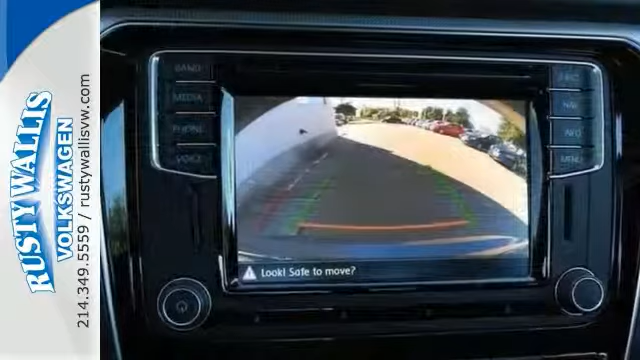 RUSTY WALLIS
VOLKSWAGEN
214.349.5559 / rustywallisvw.com
BAND
MEDIA
PHONE
VOICE
NAV
INFO
MENU
Look! Safe to move?